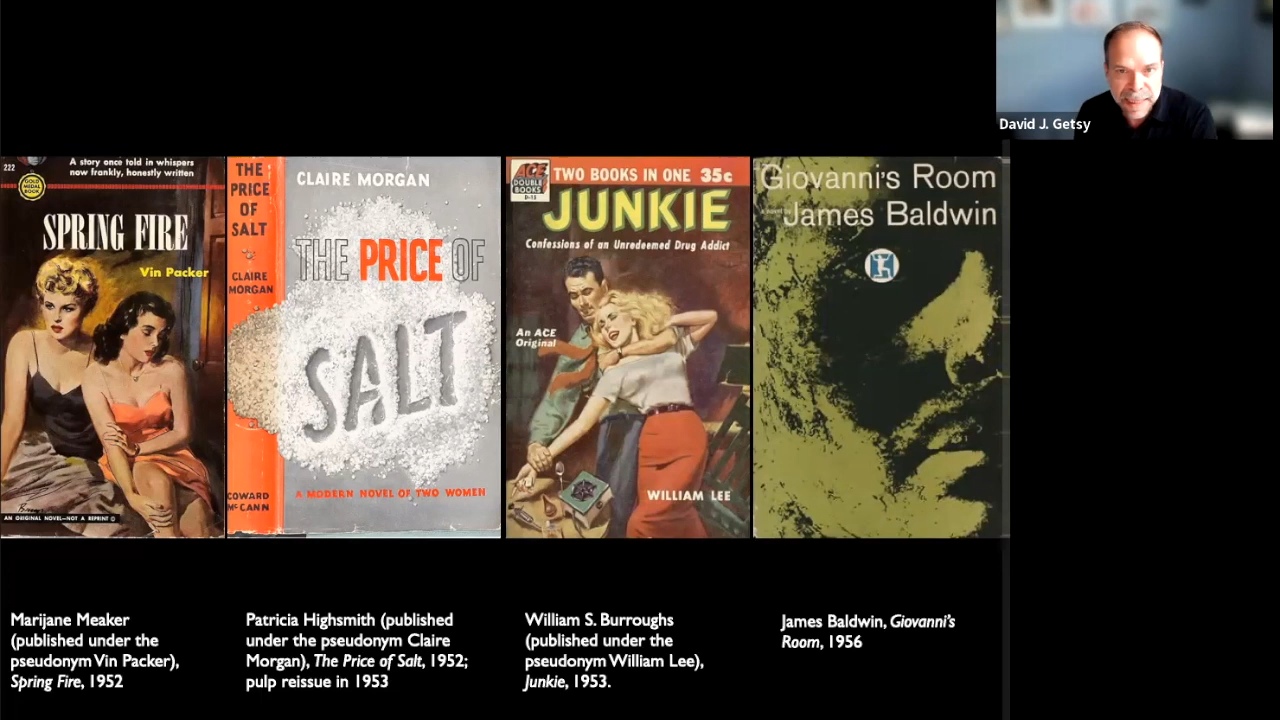 David J. Getsy
222
A story once told in whispers
now frankly, honestly written
GOLD
MEDAL
BOOK
SPRING FIRE
Vin Packer
AN ORIGINAL NOVEL—NOT A REPRINT
THE
PRICE
OF
SALT
CLAIRE
MORGAN
COWARD
McCANN
CLAIRE MORGAN
THE PRICE OF
SALT
A MODERN NOVEL OF TWO WOMEN
ACE
DOUBLE
BOOKS
D-15
TWO BOOKS IN ONE 35c
JUNKIE
Confessions of an Unredeemed Drug Addict
An ACE
Original
WILLIAM LEE
Giovanni's Room
a novel by James Baldwin
Marijane Meaker
(published under the
pseudonym Vin Packer),
Spring Fire, 1952
Patricia Highsmith (published
under the pseudonym Claire
Morgan), The Price of Salt, 1952;
pulp reissue in 1953
William S. Burroughs
(published under the
pseudonym William Lee),
Junkie, 1953.
James Baldwin, Giovanni's
Room, 1956